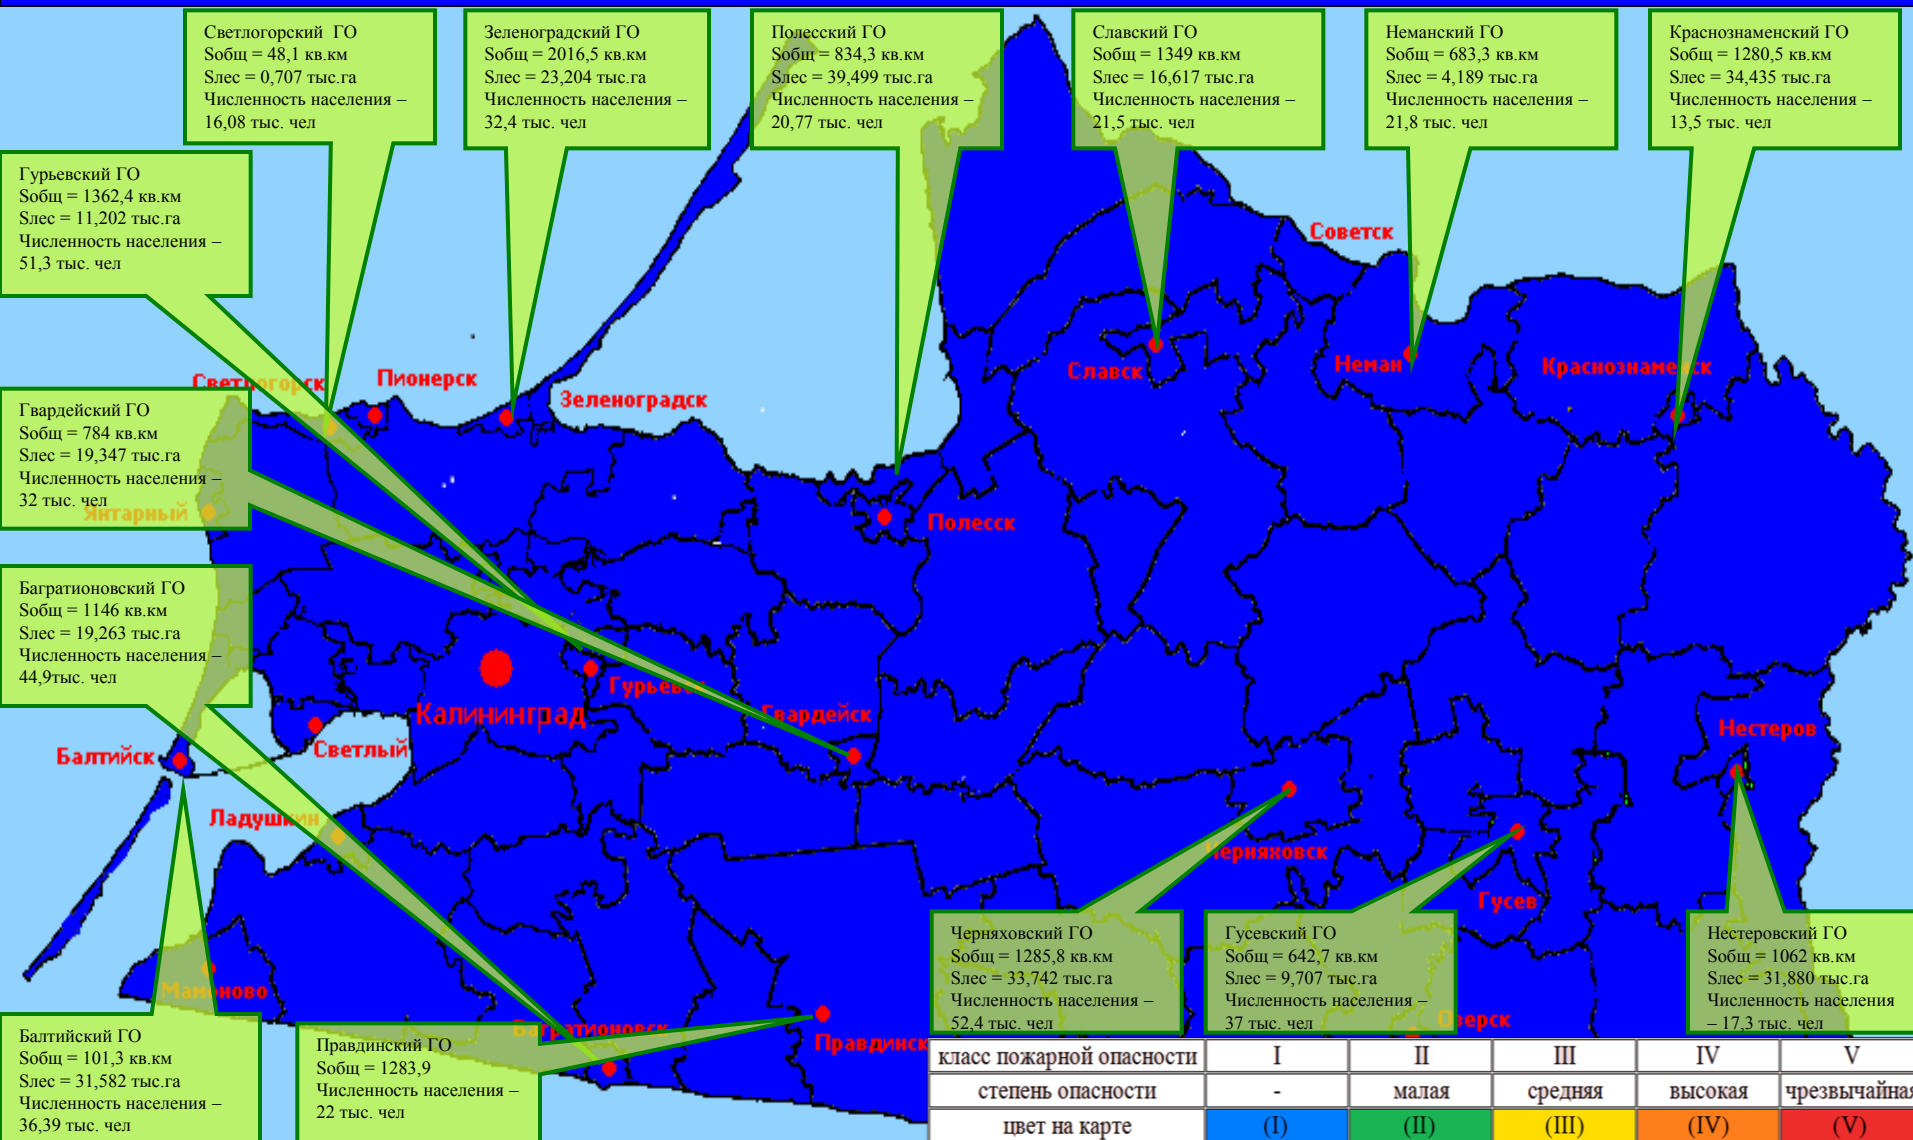 Светлогорский ГО
Sобщ = 48,1 кв.км
Sлес = 0,707 тыс.га
Численность населения –
16,08 тыс. чел
Зеленоградский ГО
Sобщ = 2016,5 кв.км
Sлес = 23,204 тыс.га
Численность населения –
32,4 тыс. чел
Полесский ГО
Sобщ = 834,3 кв.км
Sлес = 39,499 тыс.га
Численность населения –
20,77 тыс. чел
Славский ГО
Sобщ = 1349 кв.км
Sлес = 16,617 тыс.га
Численность населения –
21,5 тыс. чел
Неманский ГО
Sобщ = 683,3 кв.км
Sлес = 4,189 тыс.га
Численность населения –
21,8 тыс. чел
Краснознаменский ГО
Sобщ = 1280,5 кв.км
Sлес = 34,435 тыс.га
Численность населения –
13,5 тыс. чел
Гурьевский ГО
Sобщ = 1362,4 кв.км
Sлес = 11,202 тыс.га
Численность населения –
51,3 тыс. чел
Советск
Славск
Неман
Краснознаменск
Светлогорск
Пионерск
Зеленоградск
Гвардейский ГО
Sобщ = 784 кв.км
Sлес = 19,347 тыс.га
Численность населения –
32 тыс. чел
Янтарный
Полесск
Багратионовский ГО
Sобщ = 1146 кв.км
Sлес = 19,263 тыс.га
Численность населения –
44,9тыс. чел
Гурьевск
Калининград
Гвардейск
Нестеров
Балтийск
Светлый
Ладушкин
Черняховск
Гусев
Мамоново
Багратионовск
Правдинск
Озерск
Черняховский ГО
Sобщ = 1285,8 кв.км
Sлес = 33,742 тыс.га
Численность населения –
52,4 тыс. чел
Гусевский ГО
Sобщ = 642,7 кв.км
Sлес = 9,707 тыс.га
Численность населения –
37 тыс. чел
Нестеровский ГО
Sобщ = 1062 кв.км
Sлес = 31,880 тыс.га
Численность населения
– 17,3 тыс. чел
Балтийский ГО
Sобщ = 101,3 кв.км
Sлес = 31,582 тыс.га
Численность населения –
36,39 тыс. чел
Правдинский ГО
Sобщ = 1283,9
Численность населения –
22 тыс. чел
класс пожарной опасности I II III IV V
степень опасности - малая средняя высокая чрезвычайная
цвет на карте (I) (II) (III) (IV) (V)